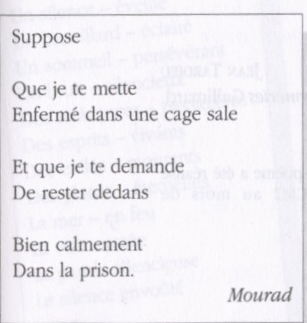 Suppose
Que je te mette
Enfermé dans une cage sale
Et que je te demande
De rester dedans
Bien calmement
Dans la prison.
Mourad